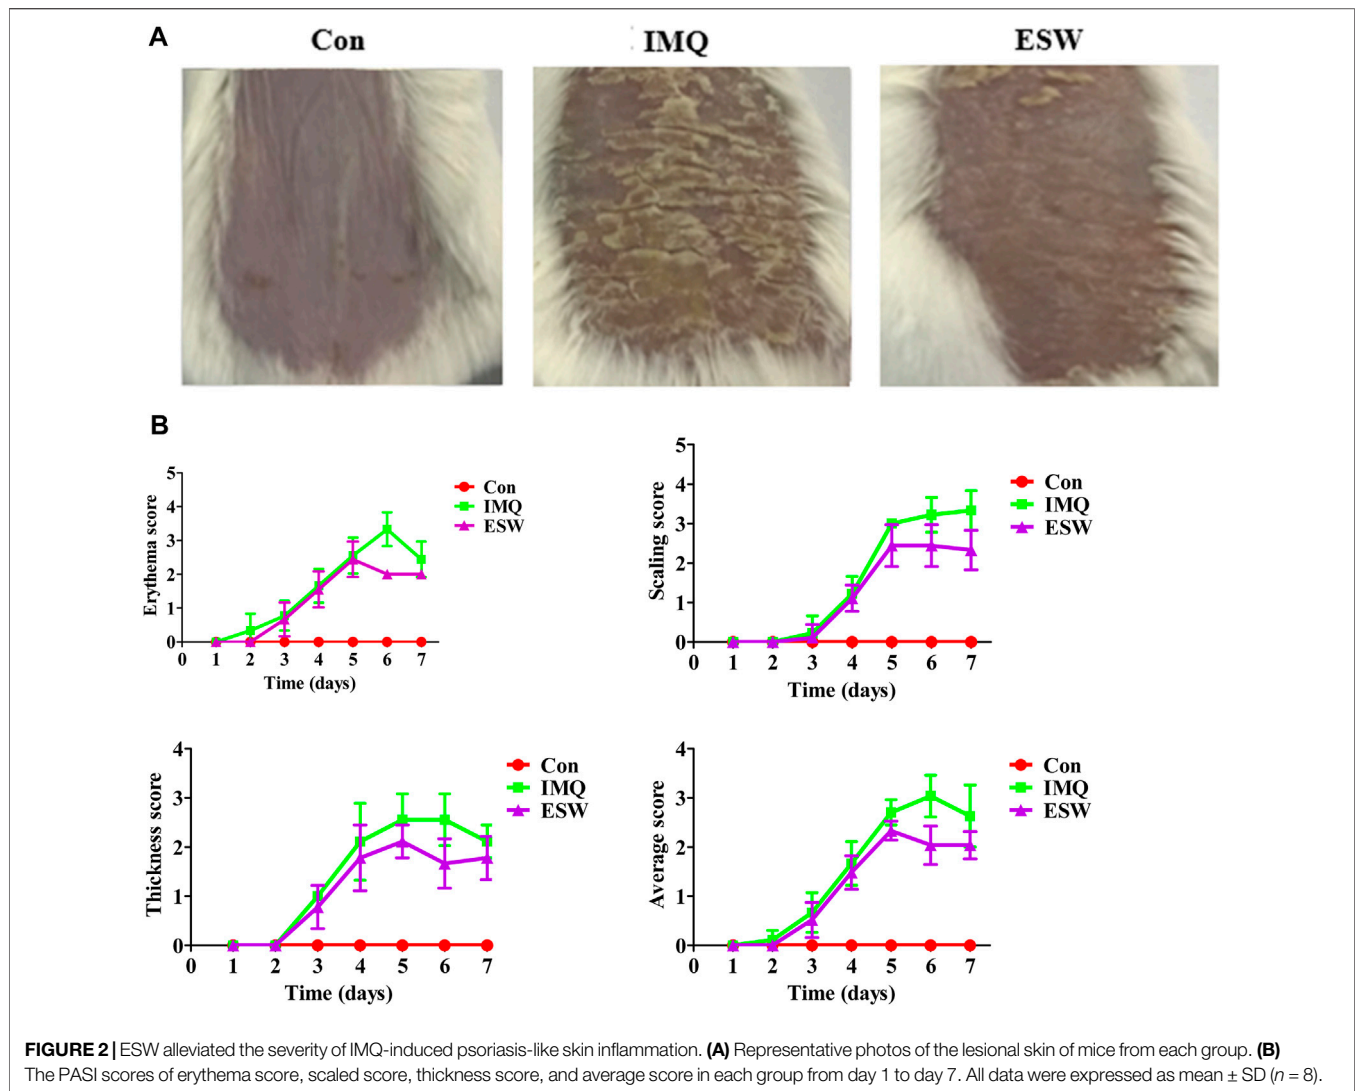 A
Con
IMQ
ESW
B
5
4
3
2
1
0
Erythema score
0 1 2 3 4 5 6 7
Time (days)
Con
IMQ
ESW
5
4
3
2
1
0
Scaling score
0 1 2 3 4 5 6 7
Time (days)
Con
IMQ
ESW
4
3
2
1
0
Thickness score
0 1 2 3 4 5 6 7
Time (days)
Con
IMQ
ESW
4
3
2
1
0
Average score
0 1 2 3 4 5 6 7
Time (days)
Con
IMQ
ESW
FIGURE 2 | ESW alleviated the severity of IMQ-induced psoriasis-like skin inflammation. (A) Representative photos of the lesional skin of mice from each group. (B)
The PASI scores of erythema score, scaled score, thickness score, and average score in each group from day 1 to day 7. All data were expressed as mean ± SD (n = 8).